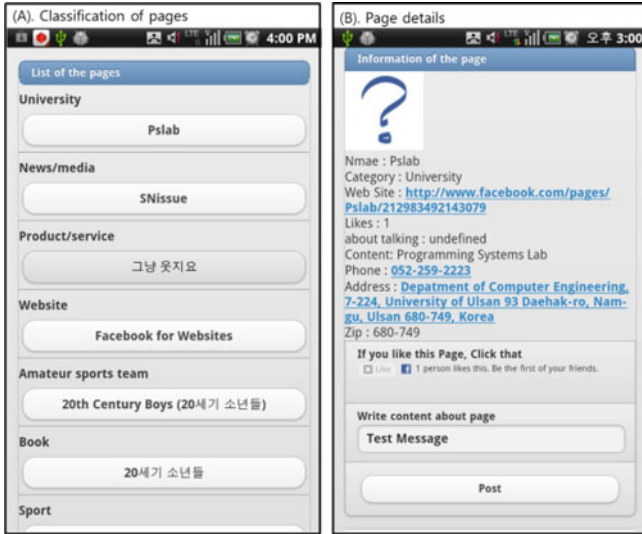 (A). Classification of pages
LTE
4:00 PM
List of the pages
University
Pslab
News/media
SNissue
Product/service
그냥 웃지요
Website
Facebook for Websites
Amateur sports team
20th Century Boys (20세기 소년들)
Book
20세기 소년들
Sport
(B). Page details
LTE
오후 3:00
Information of the page
?
Nmae : Pslab
Category : University
Web Site : http://www.facebook.com/pages/
Pslab/212983492143079
Likes : 1
about talking : undefined
Content: Programming Systems Lab
Phone : 052-259-2223
Address : Depatment of Computer Engineering,
7-224, University of Ulsan 93 Daehak-ro, Nam-
gu, Ulsan 680-749, Korea
Zip : 680-749
If you like this Page, Click that
Like f 1 person likes this. Be the first of your friends.
Write content about page
Test Message
Post